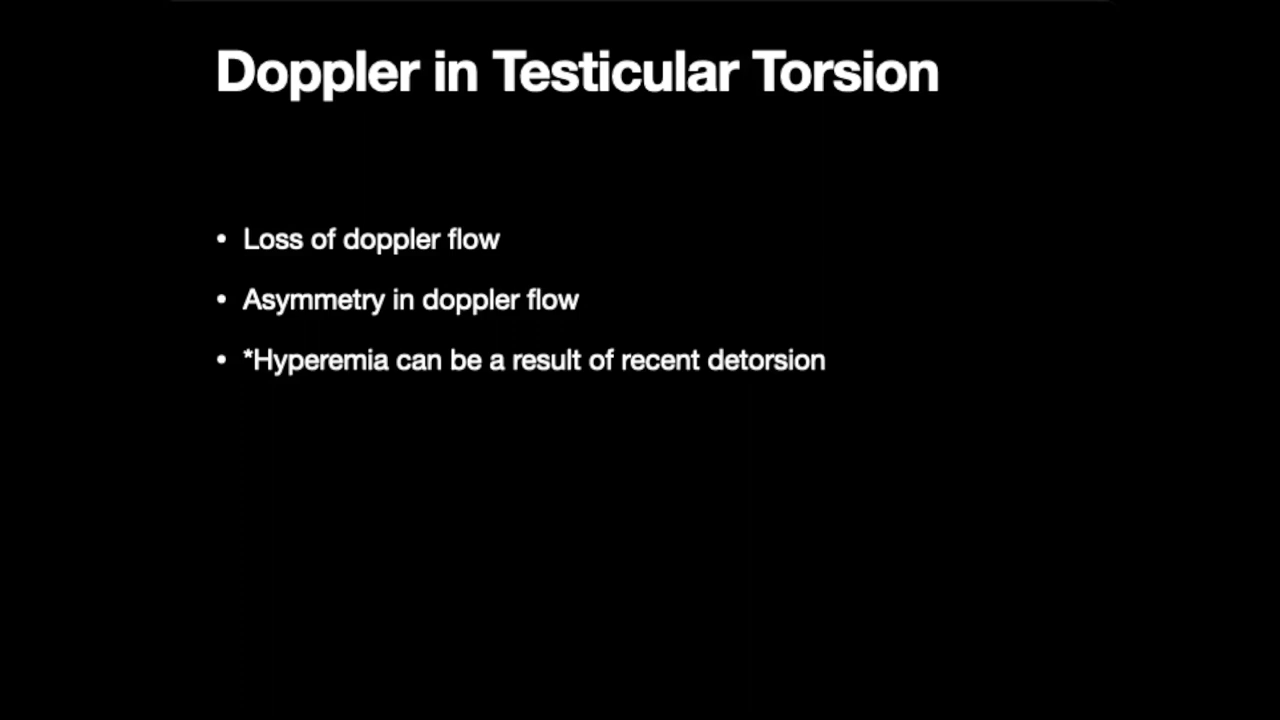 Doppler in Testicular Torsion
• Loss of doppler flow
• Asymmetry in doppler flow
• *Hyperemia can be a result of recent detorsion